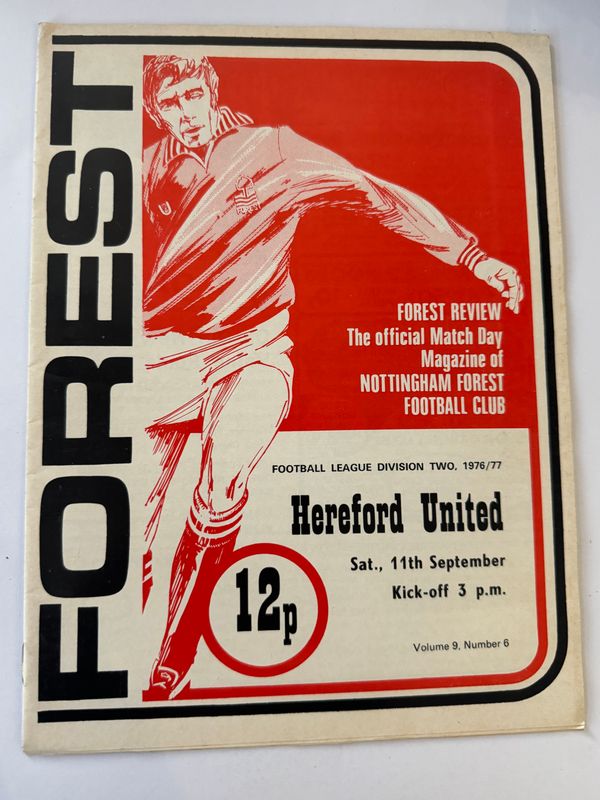 FOREST
FOREST
FOREST REVIEW
The official Match Day
Magazine of
NOTTINGHAM FOREST
FOOTBALL CLUB
FOOTBALL LEAGUE DIVISION TWO, 1976/77
Hereford United
Sat., 11th September
Kick-off 3 p.m.
12p
Volume 9, Number 6